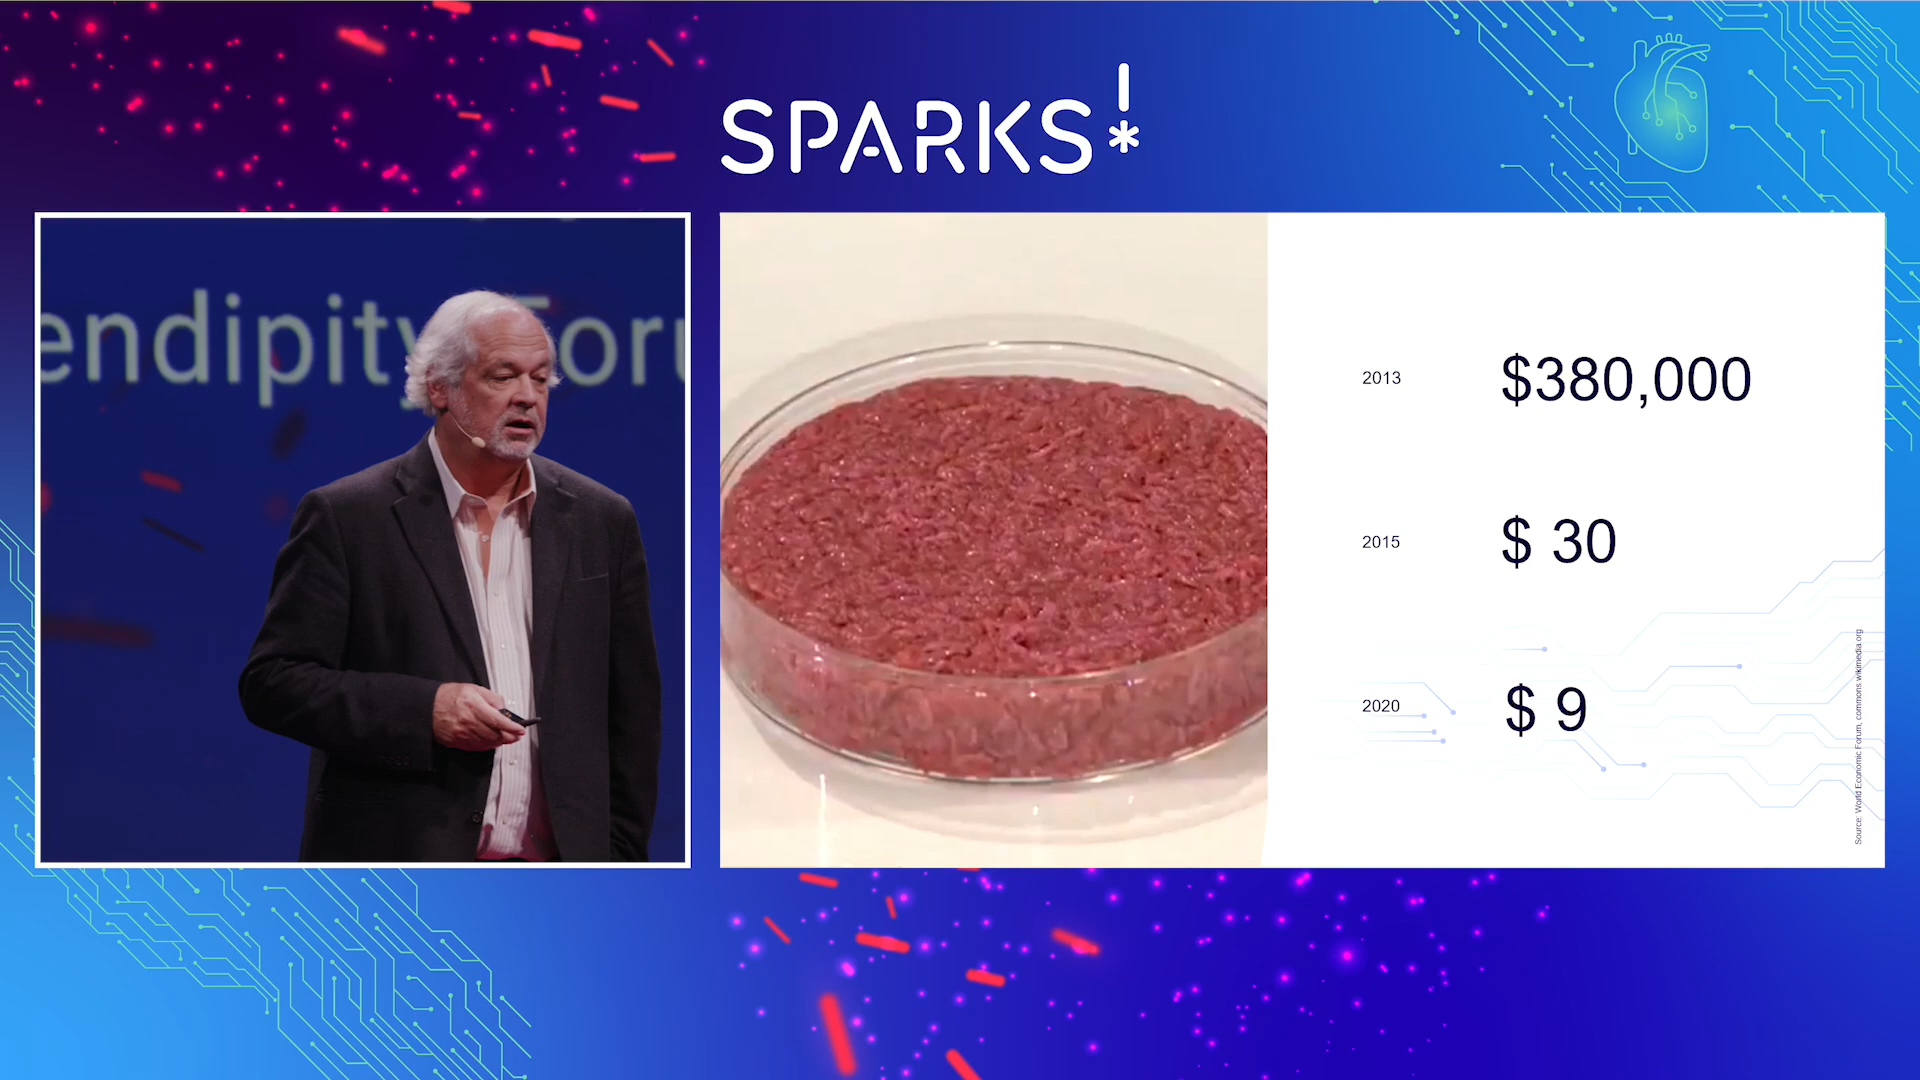 SPARKS!
endipity Foru
2013 $380,000
2015 $ 30
2020 $ 9
Source: World Economic Forum, commons.wikimedia.org